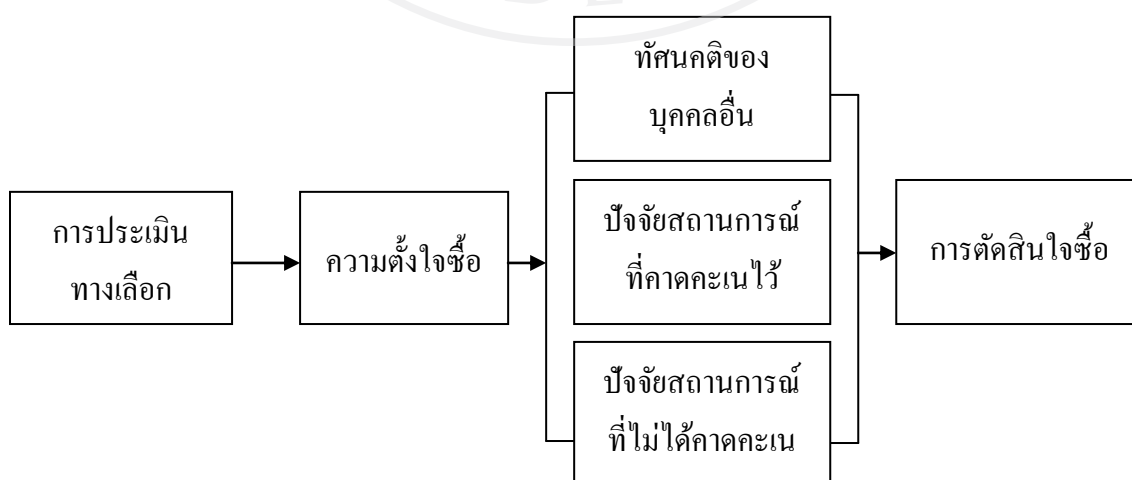 การประเมิน
ทางเลือก
ความตั้งใจซื้อ
ทัศนคติของ
บุคคลอื่น
ปัจจัยสถานการณ์
ที่คาดคะเนไว้
ปัจจัยสถานการณ์
ที่ไม่ได้คาดคะเน
การตัดสินใจซื้อ